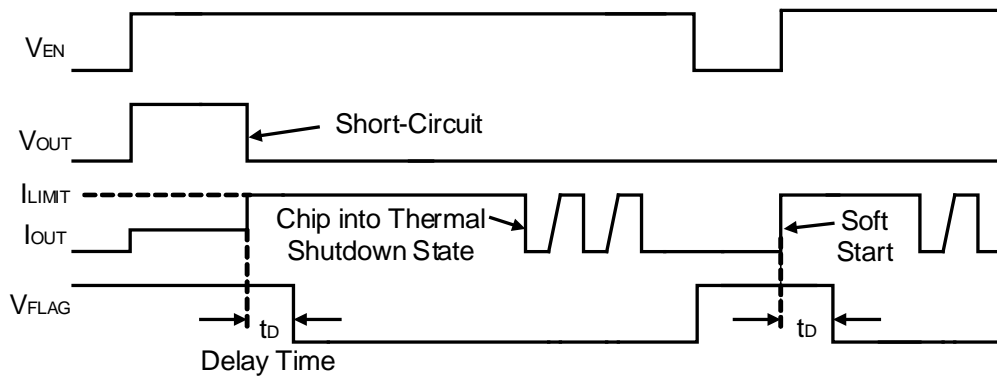 VEN
VOUT
Short-Circuit
ILIMIT
IOUT
Chip into Thermal
Shutdown State
Soft
Start
VFLAG
tD
tD
Delay Time